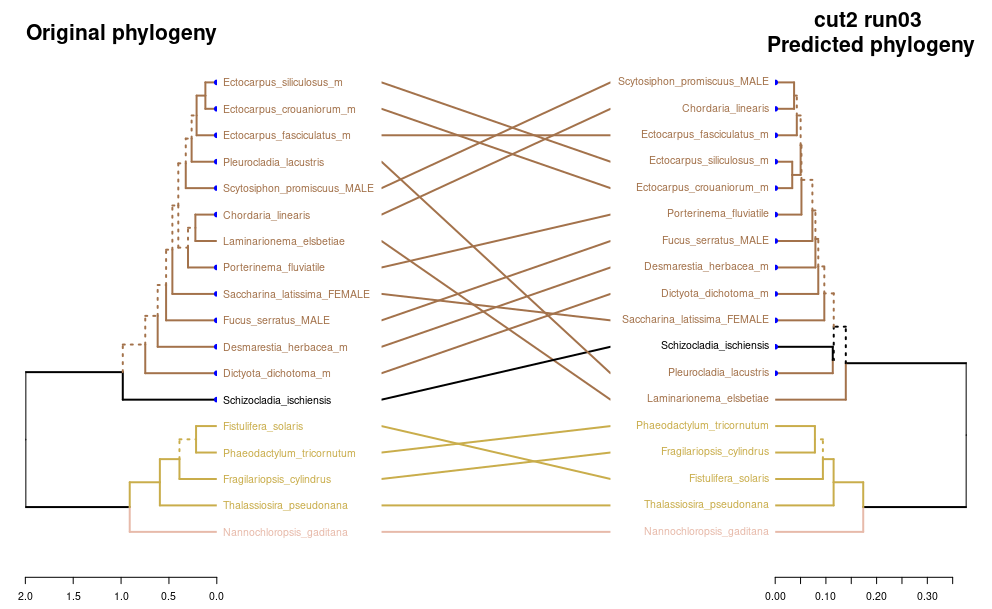 Original phylogeny
cut2 run03
Predicted phylogeny
Ectocarpus_siliculosus_m
Ectocarpus_crouaniorum_m
Ectocarpus_fasciculatus_m
Pleurocladia_lacustris
Scytosiphon_promiscuus_MALE
Chordaria_linearis
Laminarionema_elsbetiae
Porterinema_fluviatile
Saccharina_latissima_FEMALE
Fucus_serratus_MALE
Desmarestia_herbacea_m
Dictyota_dichotoma_m
Schizocladia_ischiensis
Fistulifera_solaris
Phaeodactylum_tricornutum
Fragilariopsis_cylindrus
Thalassiosira_pseudonana
Nannochloropsis_gaditana
2.0 1.5 1.0 0.5 0.0
Scytosiphon_promiscuus_MALE
Chordaria_linearis
Ectocarpus_fasciculatus_m
Ectocarpus_siliculosus_m
Ectocarpus_crouaniorum_m
Porterinema_fluviatile
Fucus_serratus_MALE
Desmarestia_herbacea_m
Dictyota_dichotoma_m
Saccharina_latissima_FEMALE
Schizocladia_ischiensis
Pleurocladia_lacustris
Laminarionema_elsbetiae
Phaeodactylum_tricornutum
Fragilariopsis_cylindrus
Fistulifera_solaris
Thalassiosira_pseudonana
Nannochloropsis_gaditana
0.00 0.10 0.20 0.30